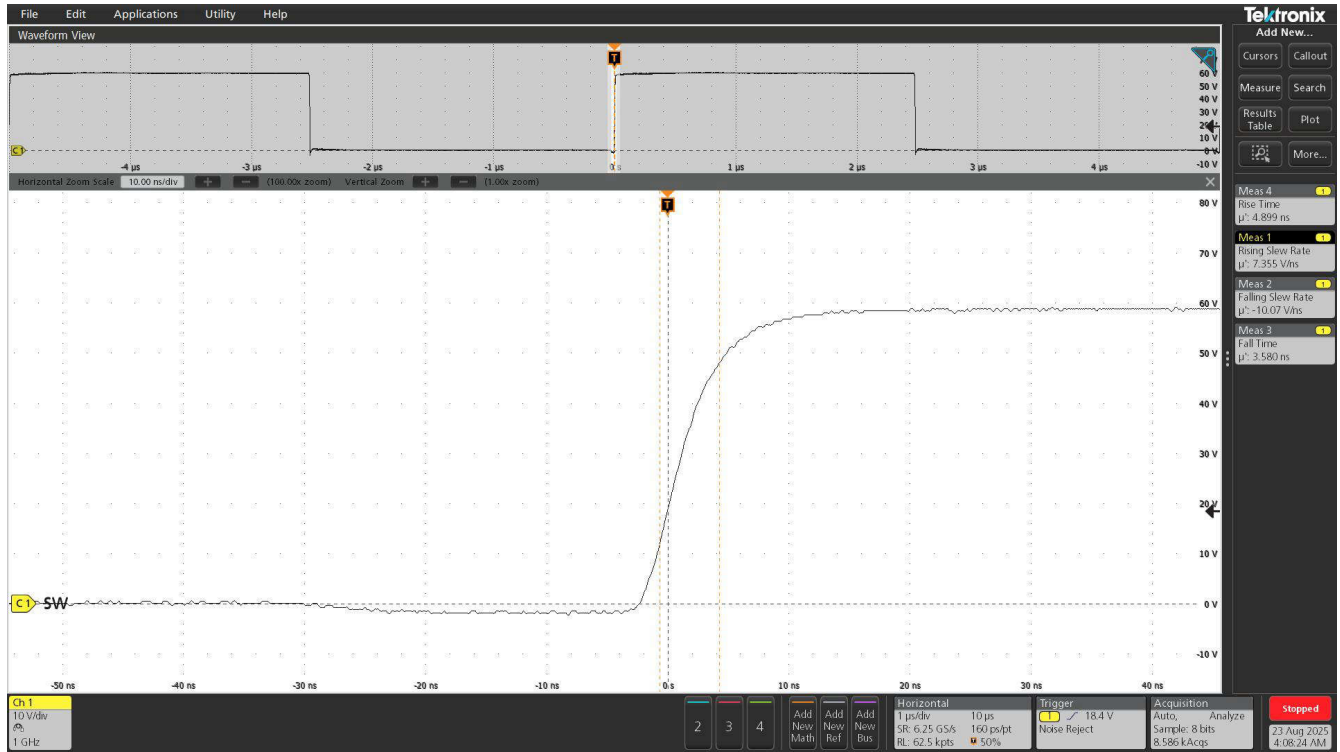 File Edit Applications Utility Help
Tektronix
Waveform View
Add New...
Cursors Callout
Measure Search
Results Table Plot
More...
T
60 V
50 V
40 V
30 V
10 V
0 V
-10 V
C1
-4 µs -3 µs -2 µs -1 µs 0 s 1 µs 2 µs 3 µs 4 µs
Horizontal Zoom Scale 10.00 ns/div + − (100.00x zoom) Vertical Zoom + − (1.00x zoom)
T
80 V
70 V
60 V
50 V
40 V
30 V
20 V
10 V
0 V
-10 V
C1 SW
-50 ns -40 ns -30 ns -20 ns -10 ns 0 s 10 ns 20 ns 30 ns 40 ns
Meas 4 1
Rise Time
µ': 4.899 ns
Meas 1 1
Rising Slew Rate
µ': 7.355 V/ns
Meas 2 1
Falling Slew Rate
µ': -10.07 V/ns
Meas 3 1
Fall Time
µ': 3.580 ns
Ch 1
10 V/div
1 GHz
2 3 4
Add New Math
Add New Ref
Add New Bus
Horizontal
1 µs/div 10 µs
SR: 6.25 GS/s 160 ps/pt
RL: 62.5 kpts 50%
Trigger
1 18.4 V
Noise Reject
Acquisition
Auto, Analyze
Sample: 8 bits
8.586 kAcqs
Stopped
23 Aug 2025
4:08:24 AM